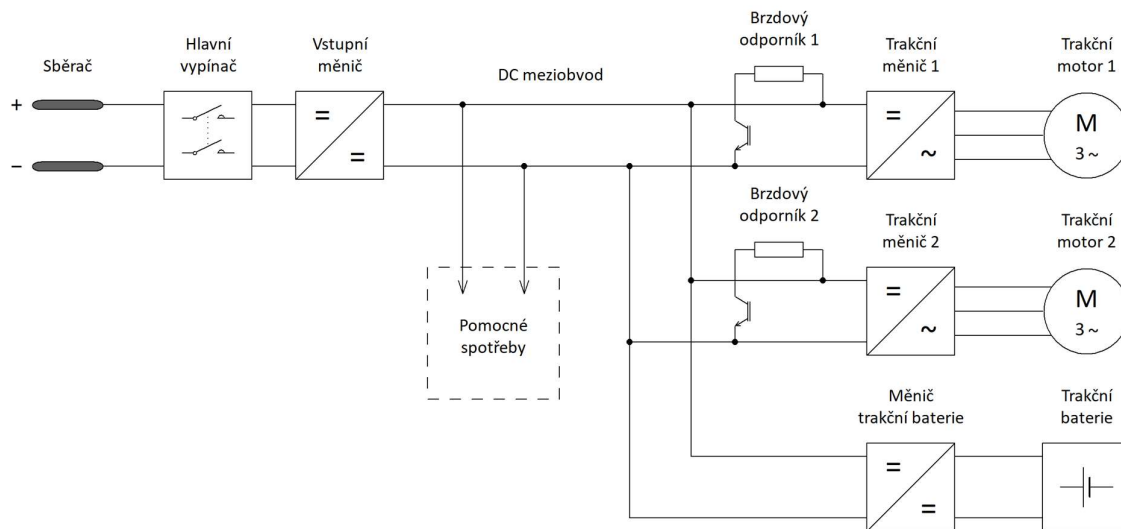 Sběrač
Hlavní
vypínač
Vstupní
měnič
DC meziobvod
Brzdový
odporník 1
Trakční
měnič 1
Trakční
motor 1
+
−
=
=
=
~
M
3 ~
Brzdový
odporník 2
Trakční
měnič 2
Trakční
motor 2
=
~
M
3 ~
Pomocné
spotřeby
Měnič
trakční baterie
Trakční
baterie
=
=